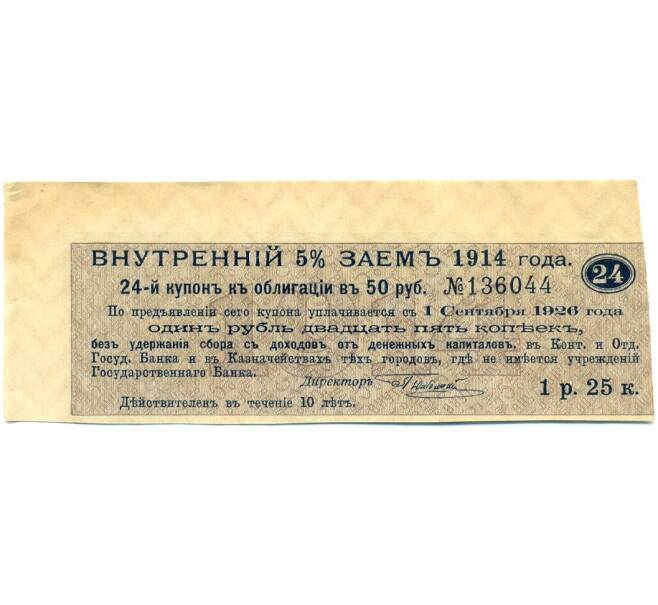 ВНУТРЕННІЙ 5% ЗАЕМЪ 1914 года.
24
24-й купонъ къ облигаціи въ 50 руб. №136044
По предъявленіи сего купона уплачивается съ 1 Сентября 1926 года
одинъ рубль двадцать пять копѣекъ,
безъ удержания сбора съ доходовъ отъ денежныхъ капиталовъ, въ Конт. и Отд.
Госуд. Банка и въ Казначействахъ тѣхъ городовъ, гдѣ не имѣется учрежденій
Государственнаго Банка.
Директоръ
1 р. 25 к.
Дѣйствителенъ въ теченіе 10 лѣтъ.